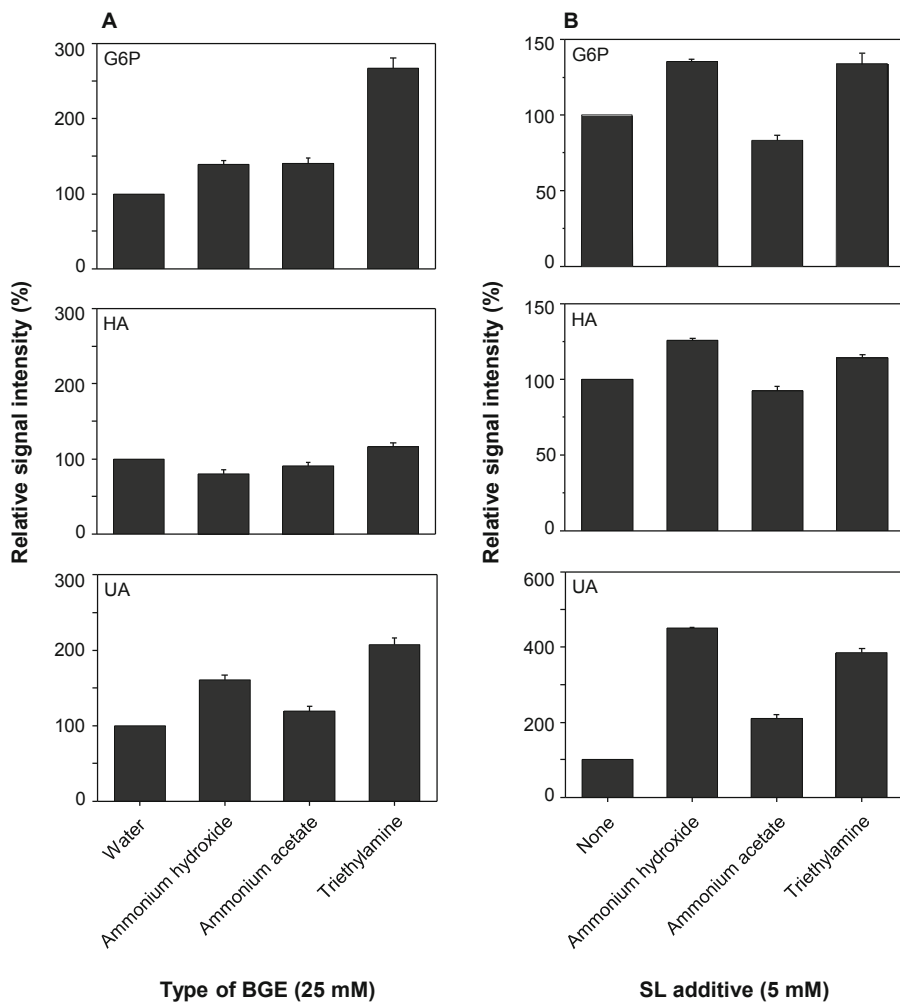 A
Relative signal intensity (%)
G6P
300
200
100
0
HA
300
200
100
0
UA
300
200
100
0
Water
Ammonium hydroxide
Ammonium acetate
Triethylamine
Type of BGE (25 mM)
B
Relative signal intensity (%)
G6P
150
100
50
0
HA
150
100
50
0
UA
600
400
200
0
None
Ammonium hydroxide
Ammonium acetate
Triethylamine
SL additive (5 mM)